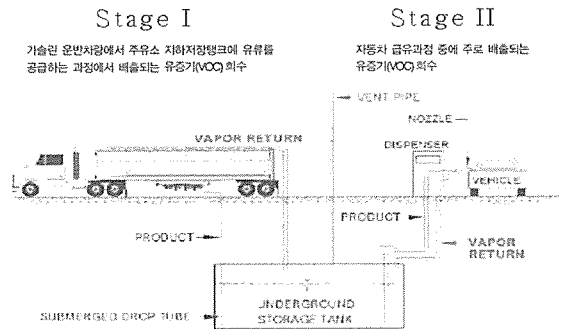 Stage I
가솔린 운반차량에서 주유소 지하저장탱크에 유류를
공급하는 과정에서 배출되는 유증기(VOC) 회수
Stage II
자동차 급유과정 중에 주로 배출되는
유증기(VOC) 회수
VENT PIPE
NOZZLE
VAPOR RETURN
DISPENSER
VEHICLE
PRODUCT
PRODUCT
VAPOR
RETURN
UNDERGROUND
STORAGE TANK
SUBMERGED DROP TUBE